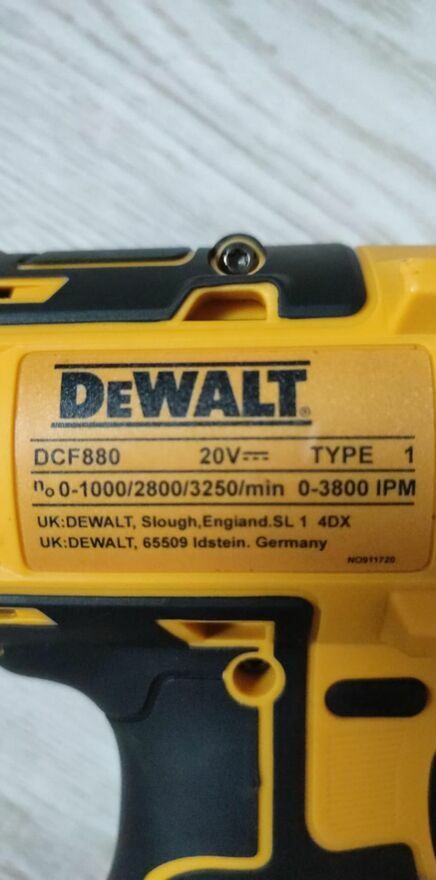 DEWALT®
DCF880 20V⎓ TYPE 1
no 0-1000/2800/3250/min 0-3800 IPM
UK:DEWALT, Slough,Engiand.SL 1 4DX
UK:DEWALT, 65509 Idstein. Germany
NO911720